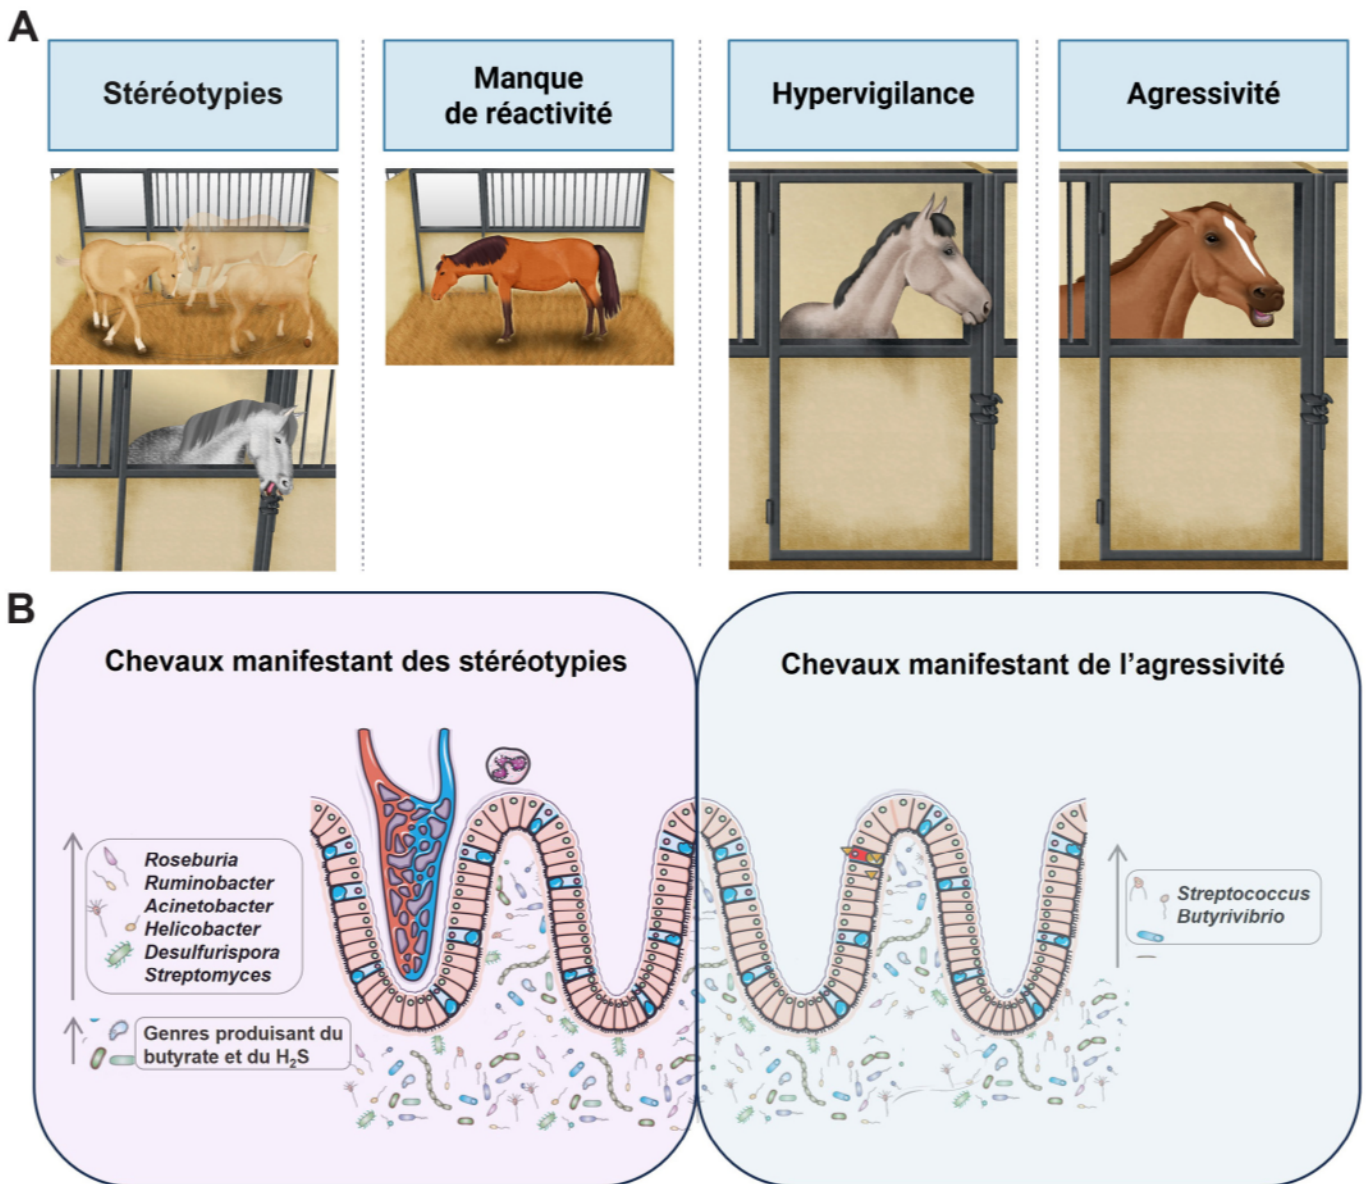 A
Stéréotypies
Manque
de réactivité
Hypervigilance
Agressivité
B
Chevaux manifestant des stéréotypies
Roseburia
Ruminobacter
Acinetobacter
Helicobacter
Desulfurispora
Streptomyces
Genres produisant du
butyrate et du H₂S
Chevaux manifestant de l’agressivité
Streptococcus
Butyrivibrio